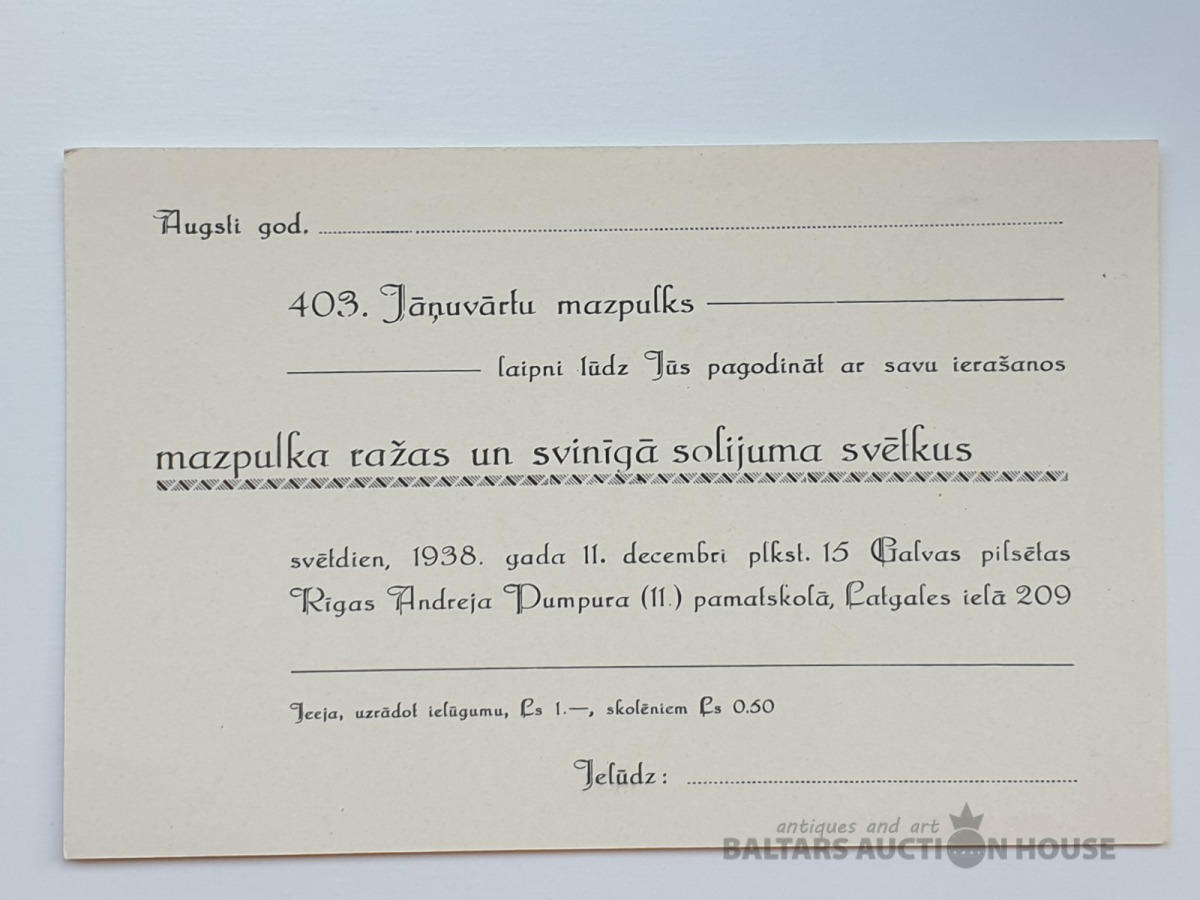 Augsti god. ........................................
403. Jāņuvārtu mazpulks ————
———— laipni lūdz Jūs pagodināt ar savu ierašanos
mazpulka ražas un svinīgā solijuma svētkus
svētdien, 1938. gada 11. decembrī plkst. 15 Galvas pilsētas
Rīgas Andreja Pumpura (11.) pamatskolā, Latgales ielā 209
Ieeja, uzrādot ielūgumu, Ls 1.—, skolēniem Ls 0.50
Ielūdz: ........................................
antiques and art
BALTARS AUCTION HOUSE